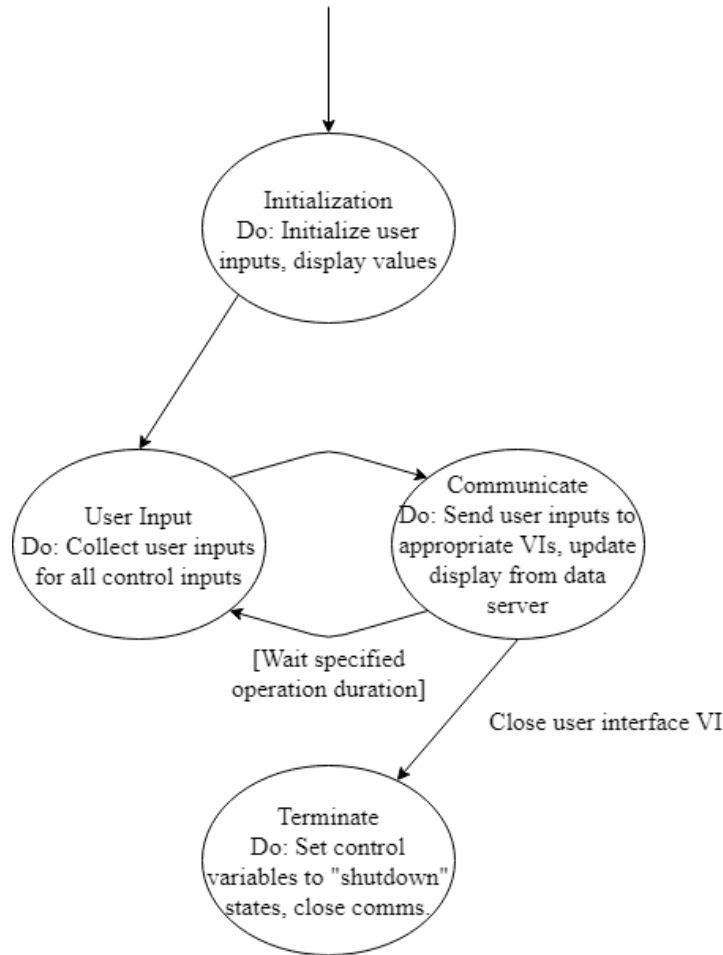 Initialization
Do: Initialize user
inputs, display values
User Input
Do: Collect user inputs
for all control inputs
Communicate
Do: Send user inputs to
appropriate VIs, update
display from data
server
[Wait specified
operation duration]
Close user interface VI
Terminate
Do: Set control
variables to "shutdown"
states, close comms.